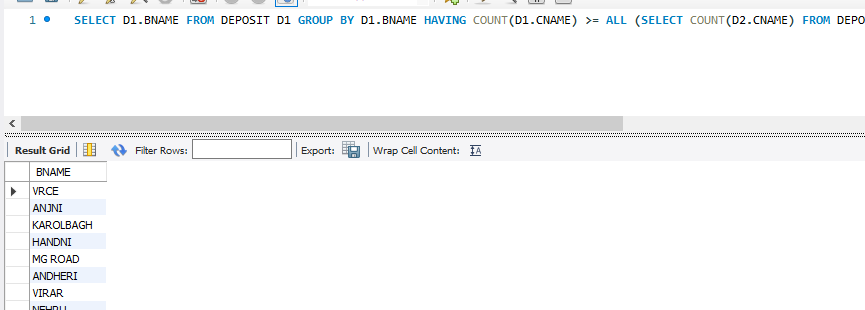 1 SELECT D1.BNAME FROM DEPOSIT D1 GROUP BY D1.BNAME HAVING COUNT(D1.CNAME) >= ALL (SELECT COUNT(D2.CNAME) FROM DEPO
Result Grid Filter Rows: Export: Wrap Cell Content:
BNAME
VRCE
ANJNI
KAROLBAGH
HANDNI
MG ROAD
ANDHERI
VIRAR
NEHRU